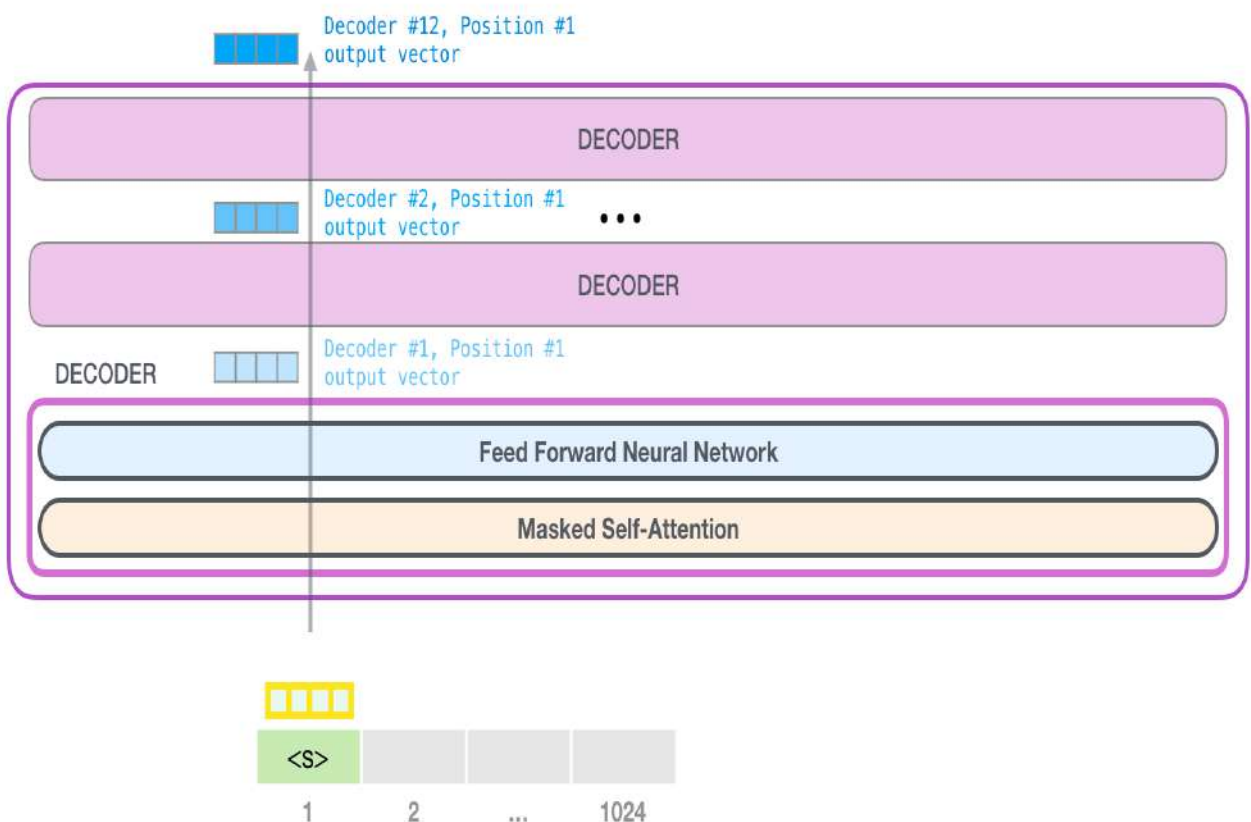 Decoder #12, Position #1
output vector
DECODER
Decoder #2, Position #1
output vector
...
DECODER
Decoder #1, Position #1
output vector
DECODER
Feed Forward Neural Network
Masked Self-Attention
<S>
1 2 ... 1024